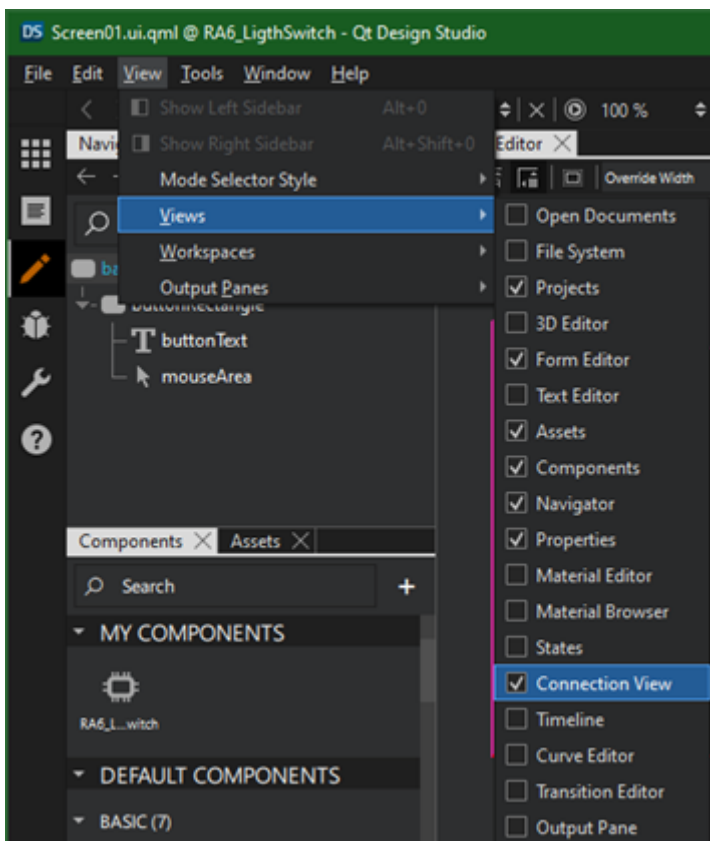 DS Screen01.ui.qml @ RA6_LigthSwitch - Qt Design Studio
File Edit View Tools Window Help
Show Left Sidebar Alt+0
100 %
Show Right Sidebar Alt+Shift+0
Editor
Mode Selector Style
Override Width
Views
Workspaces
Output Panes
Open Documents
File System
Projects
3D Editor
Form Editor
Text Editor
Assets
Components
Navigator
Properties
Material Editor
Material Browser
States
Connection View
Timeline
Curve Editor
Transition Editor
Output Pane
buttonRectangle
buttonText
mouseArea
Components Assets
Search
MY COMPONENTS
RA6_L...witch
DEFAULT COMPONENTS
BASIC (7)